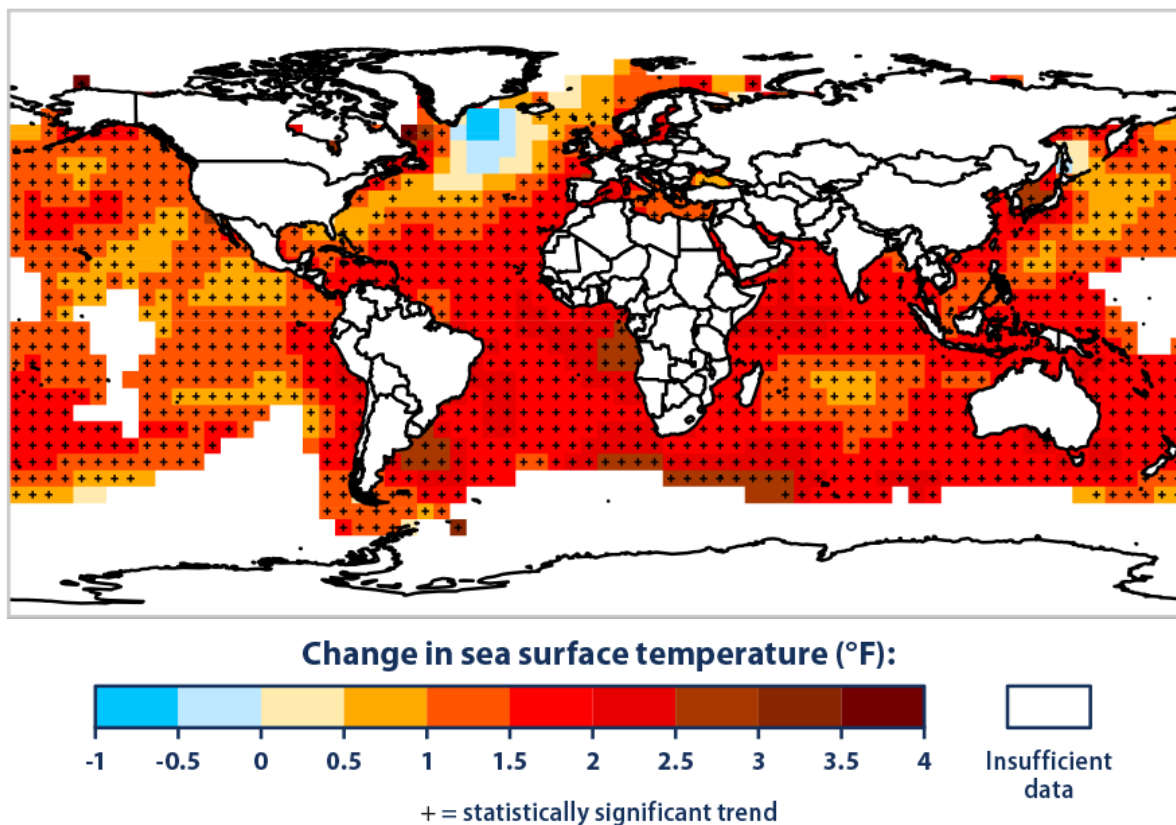 Change in sea surface temperature (°F):
-1 -0.5 0 0.5 1 1.5 2 2.5 3 3.5 4
Insufficient
data
+ = statistically significant trend